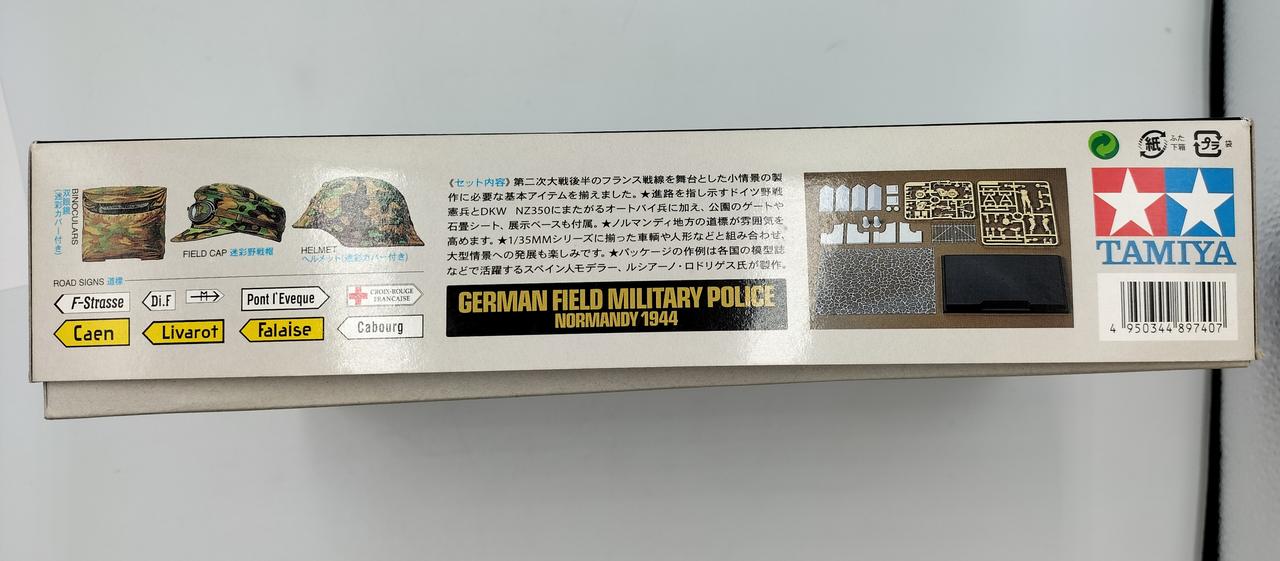 BINOCULARS
双眼鏡
(迷彩カバー付き)
FIELD CAP 迷彩野戦帽
HELMET
ヘルメット(迷彩カバー付き)
ROAD SIGNS 道標
F-Strasse
Di.F
M
Pont l'Eveque
CROIX-ROUGE
FRANCAISE
Caen
Livarot
Falaise
Cabourg
《セット内容》第二次大戦後半のフランス戦線を舞台とした小情景の製
作に必要な基本アイテムを揃えました。★進路を指し示すドイツ野戦
憲兵とDKW NZ350にまたがるオートバイ兵に加え、公園のゲートや
石畳シート、展示ベースも付属。★ノルマンディ地方の道標が雰囲気を
高めます。★1/35MMシリーズに揃った車輌や人形などと組み合わせ、
大型情景への発展も楽しみです。★パッケージの作例は各国の模型誌
などで活躍するスペイン人モデラー、ルシアーノ・ロドリゲス氏が製作。
GERMAN FIELD MILITARY POLICE
NORMANDY 1944
紙
ふた
下箱
プラ
袋
TAMIYA
4 950344 897407